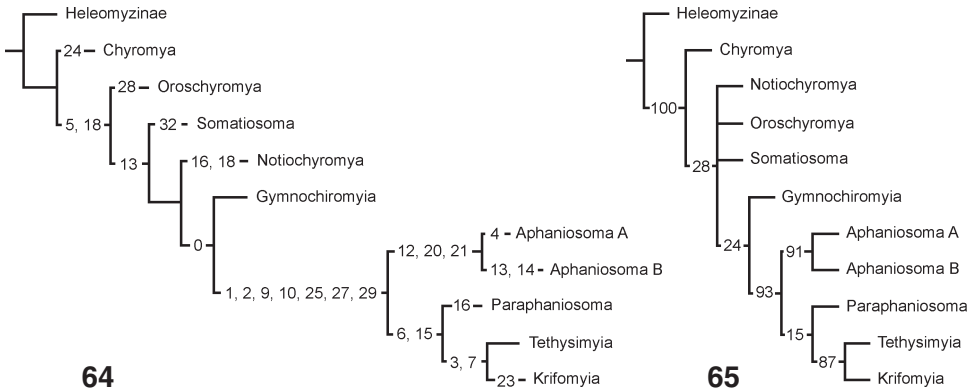 Heleomyzinae
24 Chyromya
28 Oroschyromya
5, 18
32 Somatiosoma
13
16, 18 Notiochyromya
Gymnochiromyia
0
4 Aphaniosoma A
12, 20, 21
13, 14 Aphaniosoma B
1, 2, 9, 10, 25, 27, 29
16 Paraphaniosoma
6, 15
Tethysimyia
3, 7
23 Krifomyia
64
Heleomyzinae
Chyromya
Notiochyromya
100
Oroschyromya
Somatiosoma
28
Gymnochiromyia
Aphaniosoma A
24
91
Aphaniosoma B
93
Paraphaniosoma
15
Tethysimyia
87
Krifomyia
65